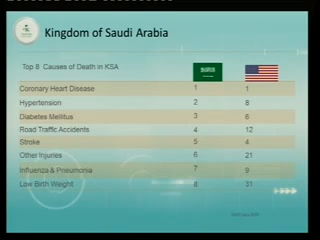 Kingdom of Saudi Arabia
Top 8 Causes of Death in KSA
Coronary Heart Disease 1 1
Hypertension 2 8
Diabetes Mellitus 3 6
Road Traffic Accidents 4 12
Stroke 5 4
Other Injuries 6 21
Influenza & Pneumonia 7 9
Low Birth Weight 8 31